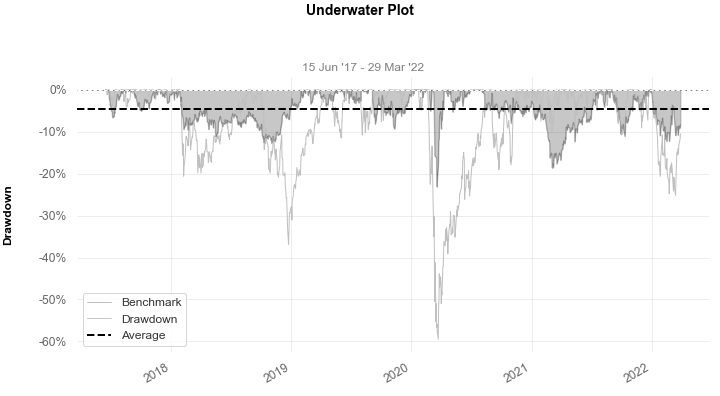 Underwater Plot
15 Jun '17 - 29 Mar '22
0%
-10%
-20%
-30%
-40%
-50%
-60%
Drawdown
Benchmark
Drawdown
Average
2018
2019
2020
2021
2022